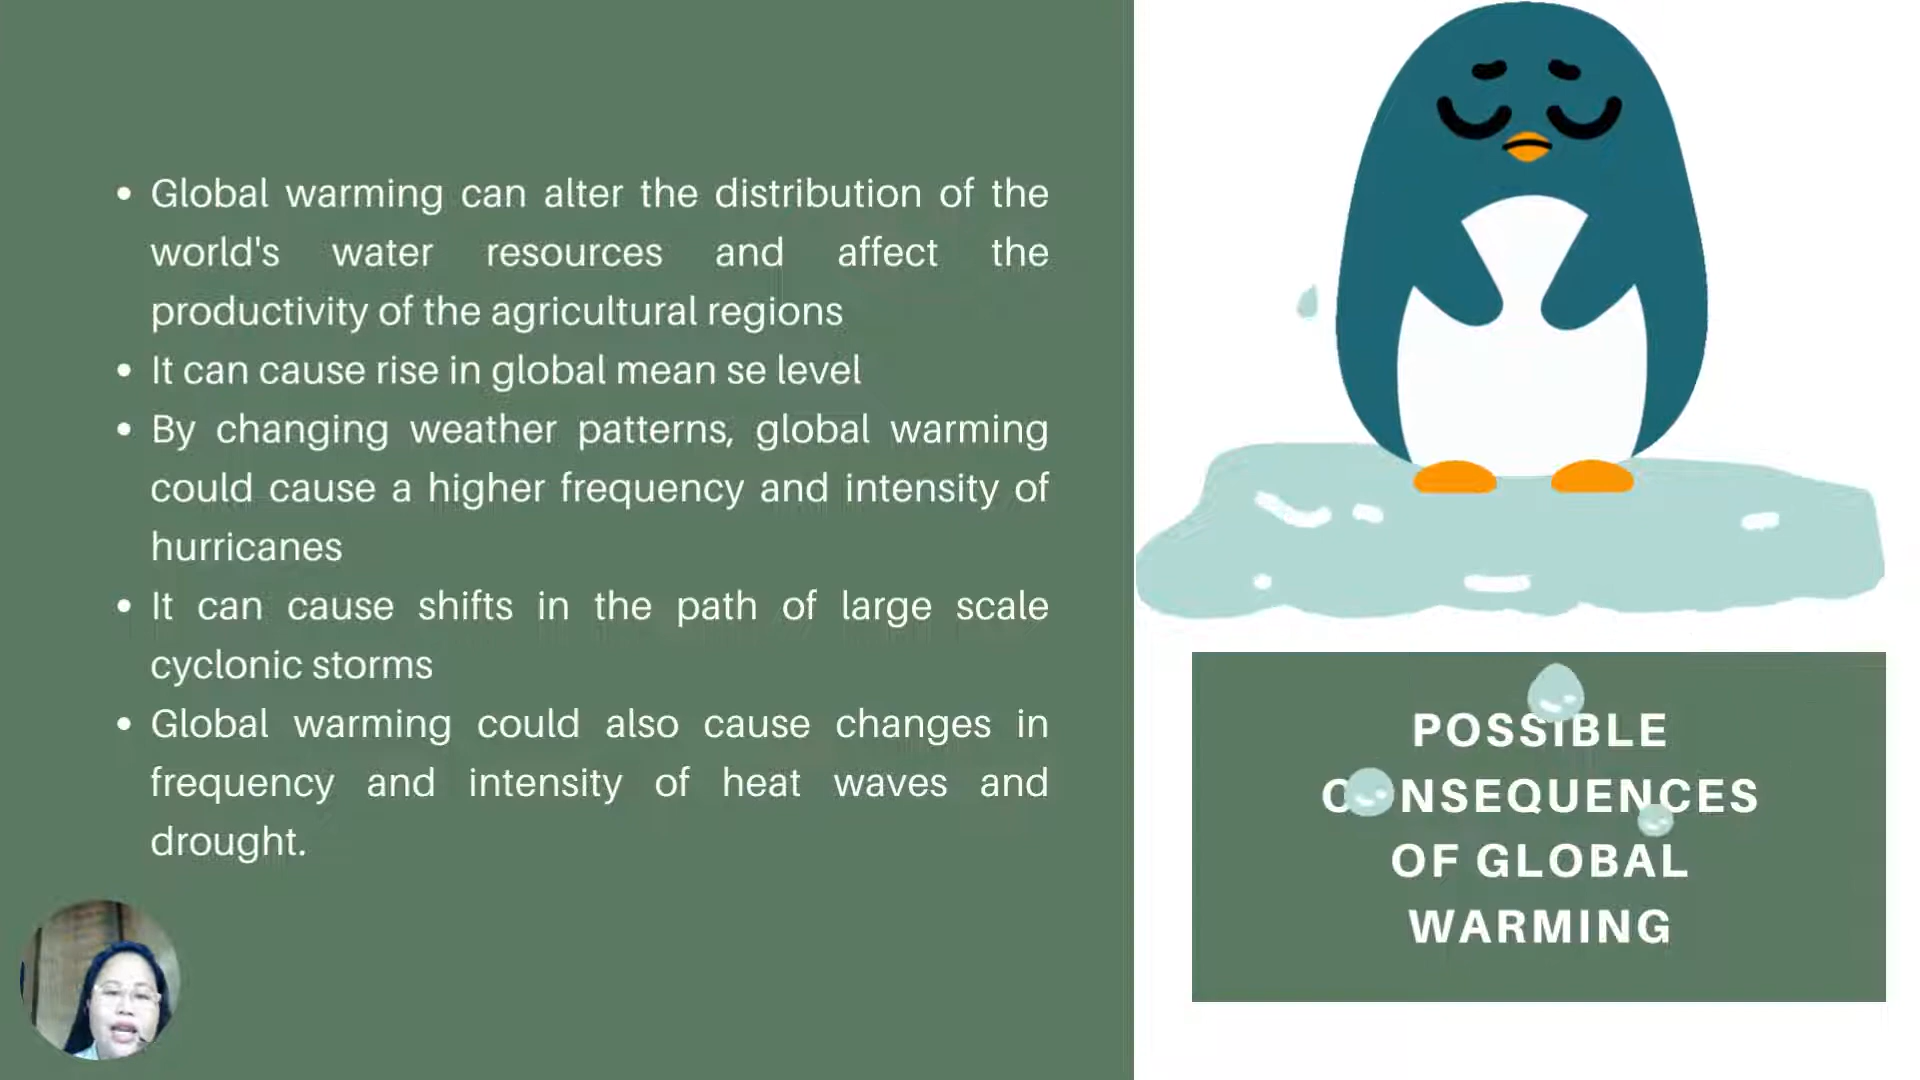 • Global warming can alter the distribution of the
world's water resources and affect the
productivity of the agricultural regions
• It can cause rise in global mean se level
• By changing weather patterns, global warming
could cause a higher frequency and intensity of
hurricanes
• It can cause shifts in the path of large scale
cyclonic storms
• Global warming could also cause changes in
frequency and intensity of heat waves and
drought.
POSSIBLE
CONSEQUENCES
OF GLOBAL
WARMING